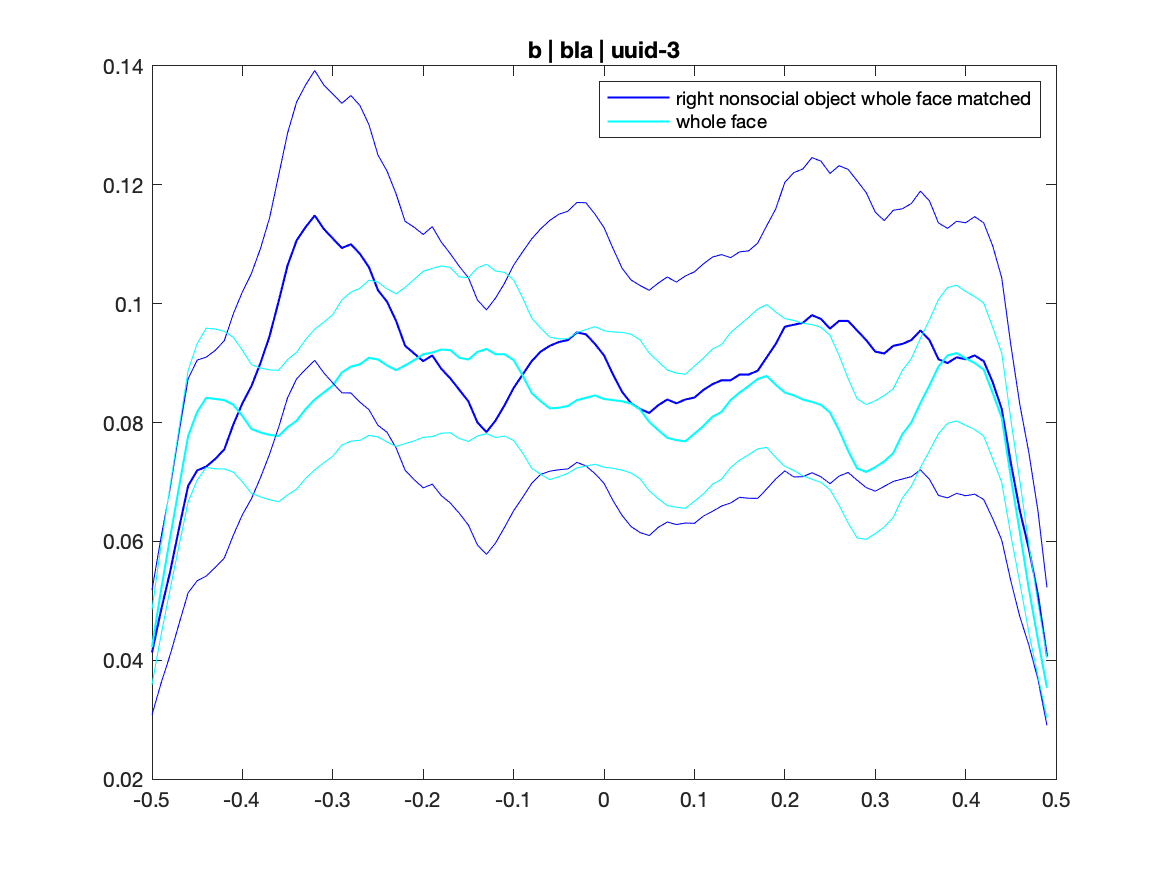 b | bla | uuid-3
right nonsocial object whole face matched
whole face
0.14
0.12
0.1
0.08
0.06
0.04
0.02
-0.5 -0.4 -0.3 -0.2 -0.1 0 0.1 0.2 0.3 0.4 0.5